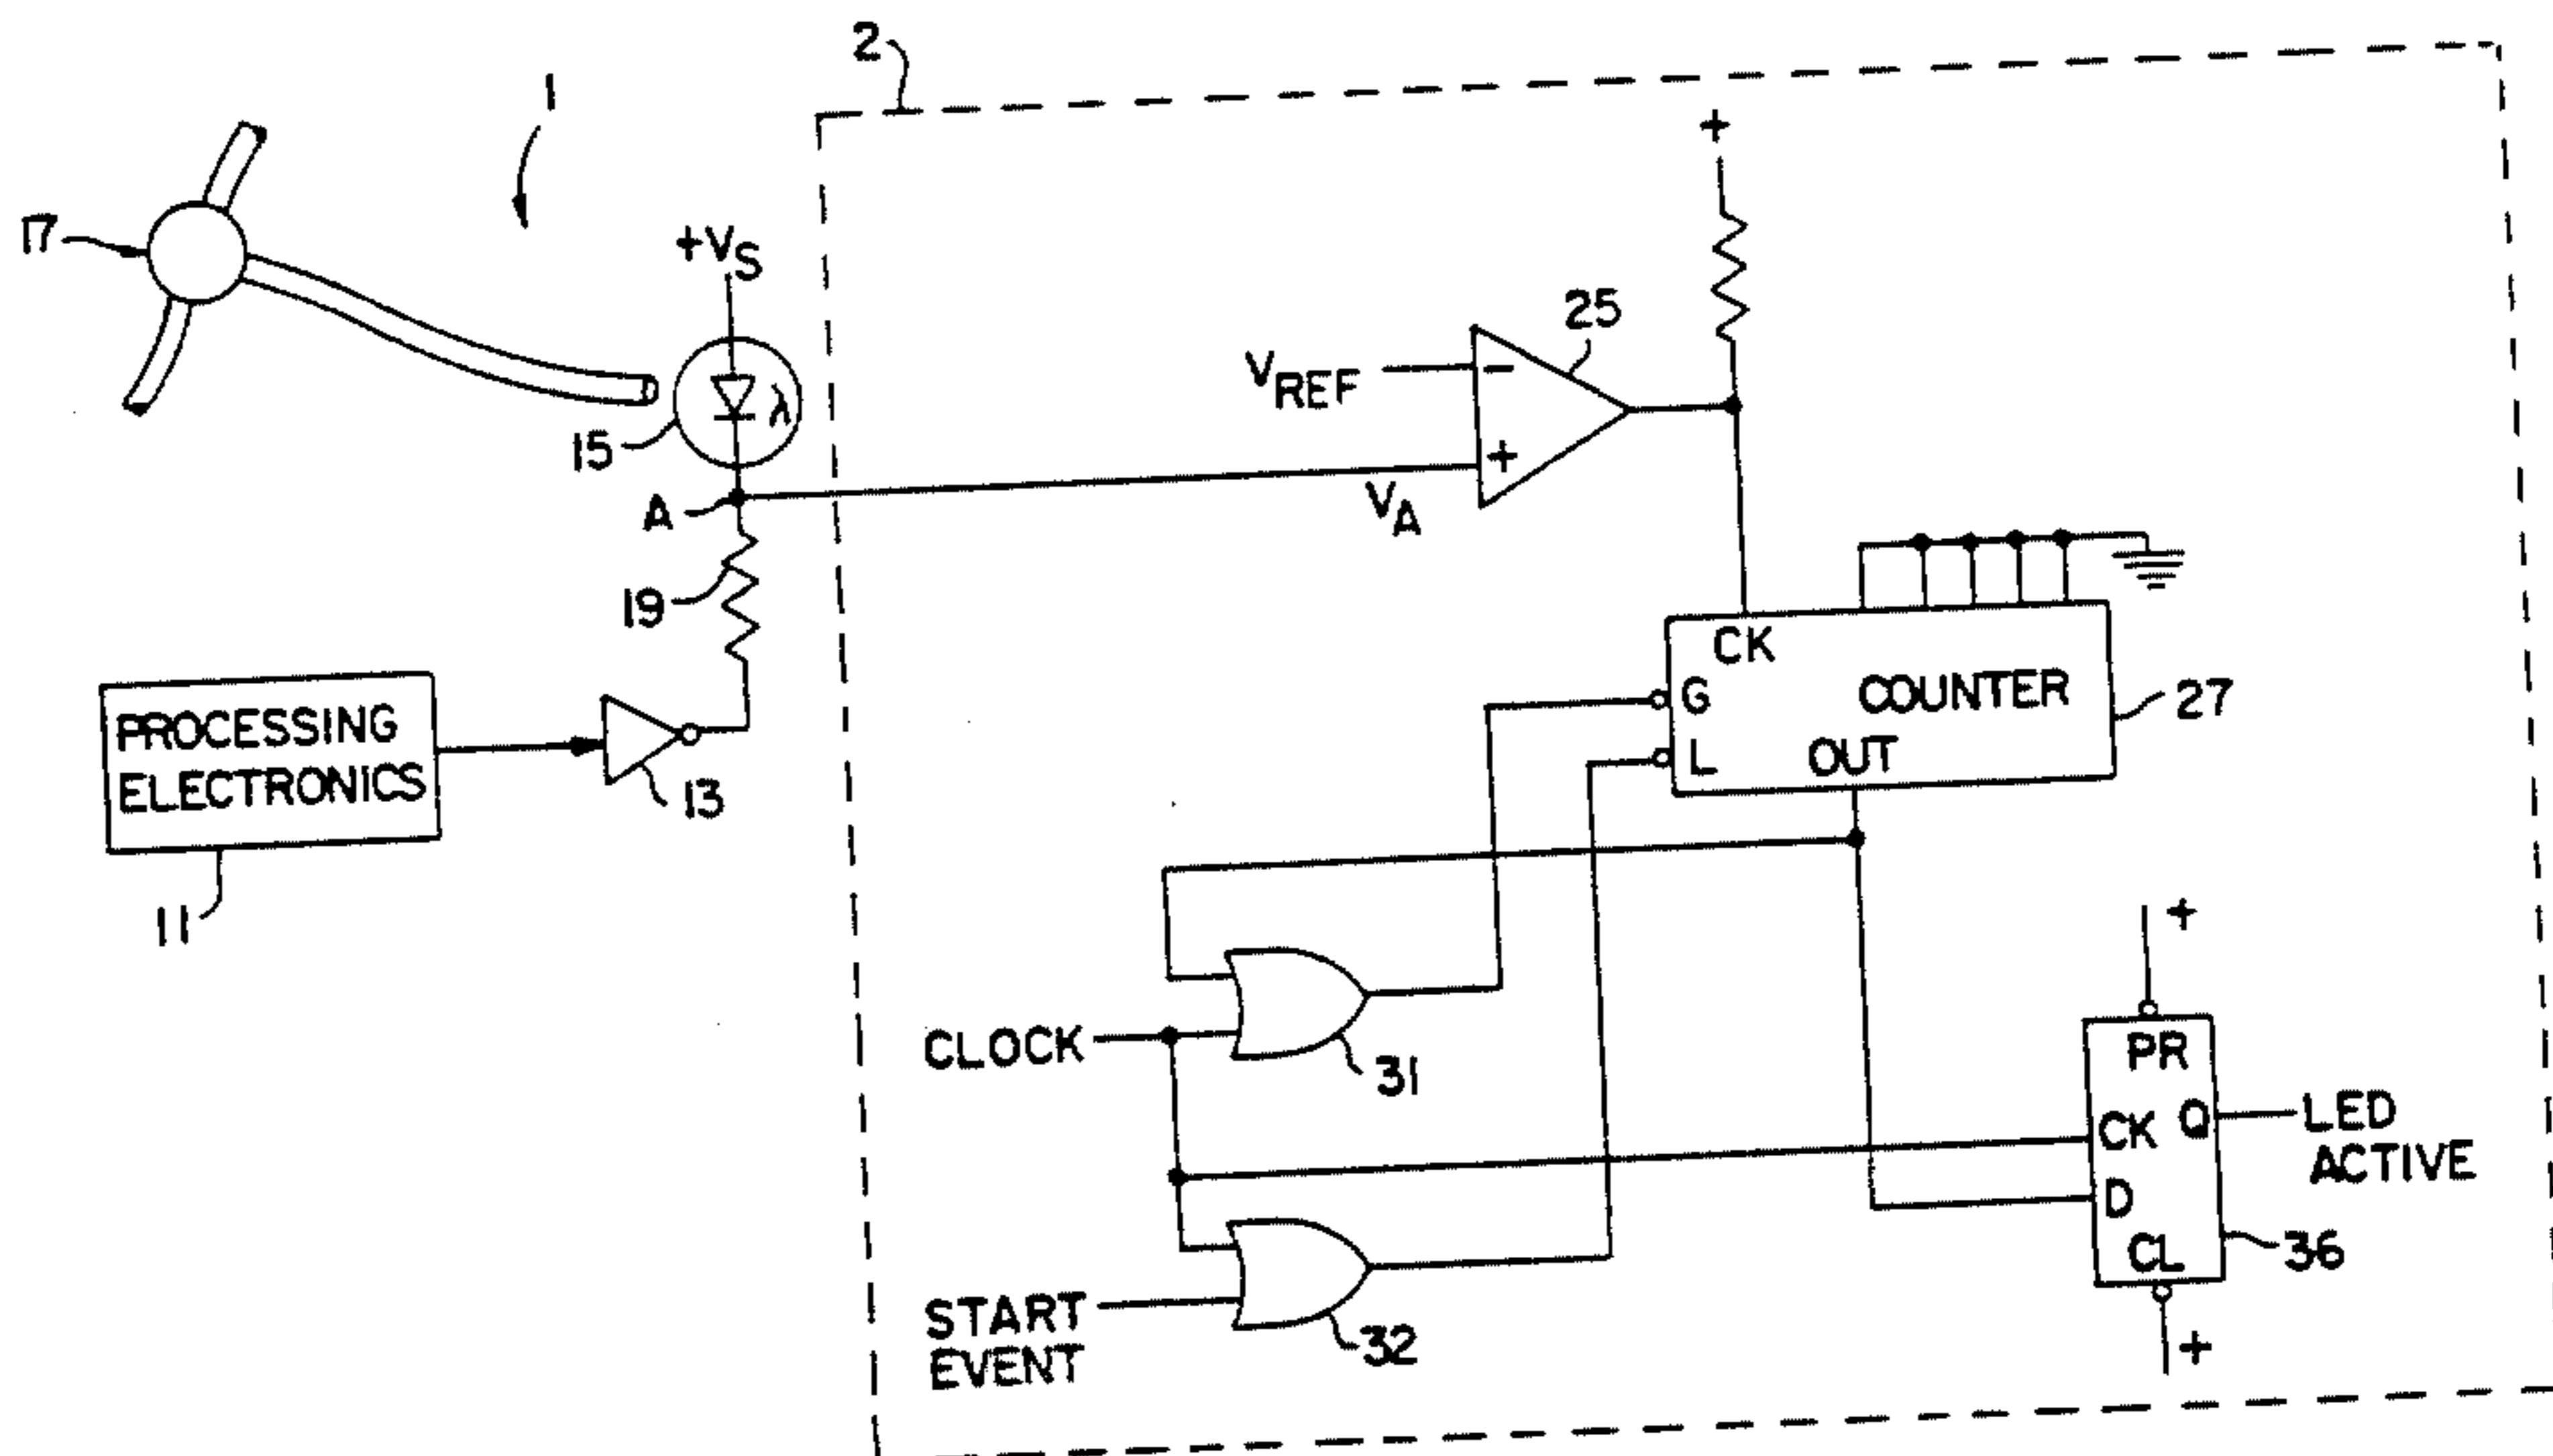 2
1
+
17
+VS
25
VREF
-
λ
15
+
A
VA
19
CK
G
COUNTER
27
PROCESSING
ELECTRONICS
L
OUT
13
11
+
CLOCK
31
PR
CK
Q
LED
ACTIVE
D
CL
36
START
EVENT
32
+